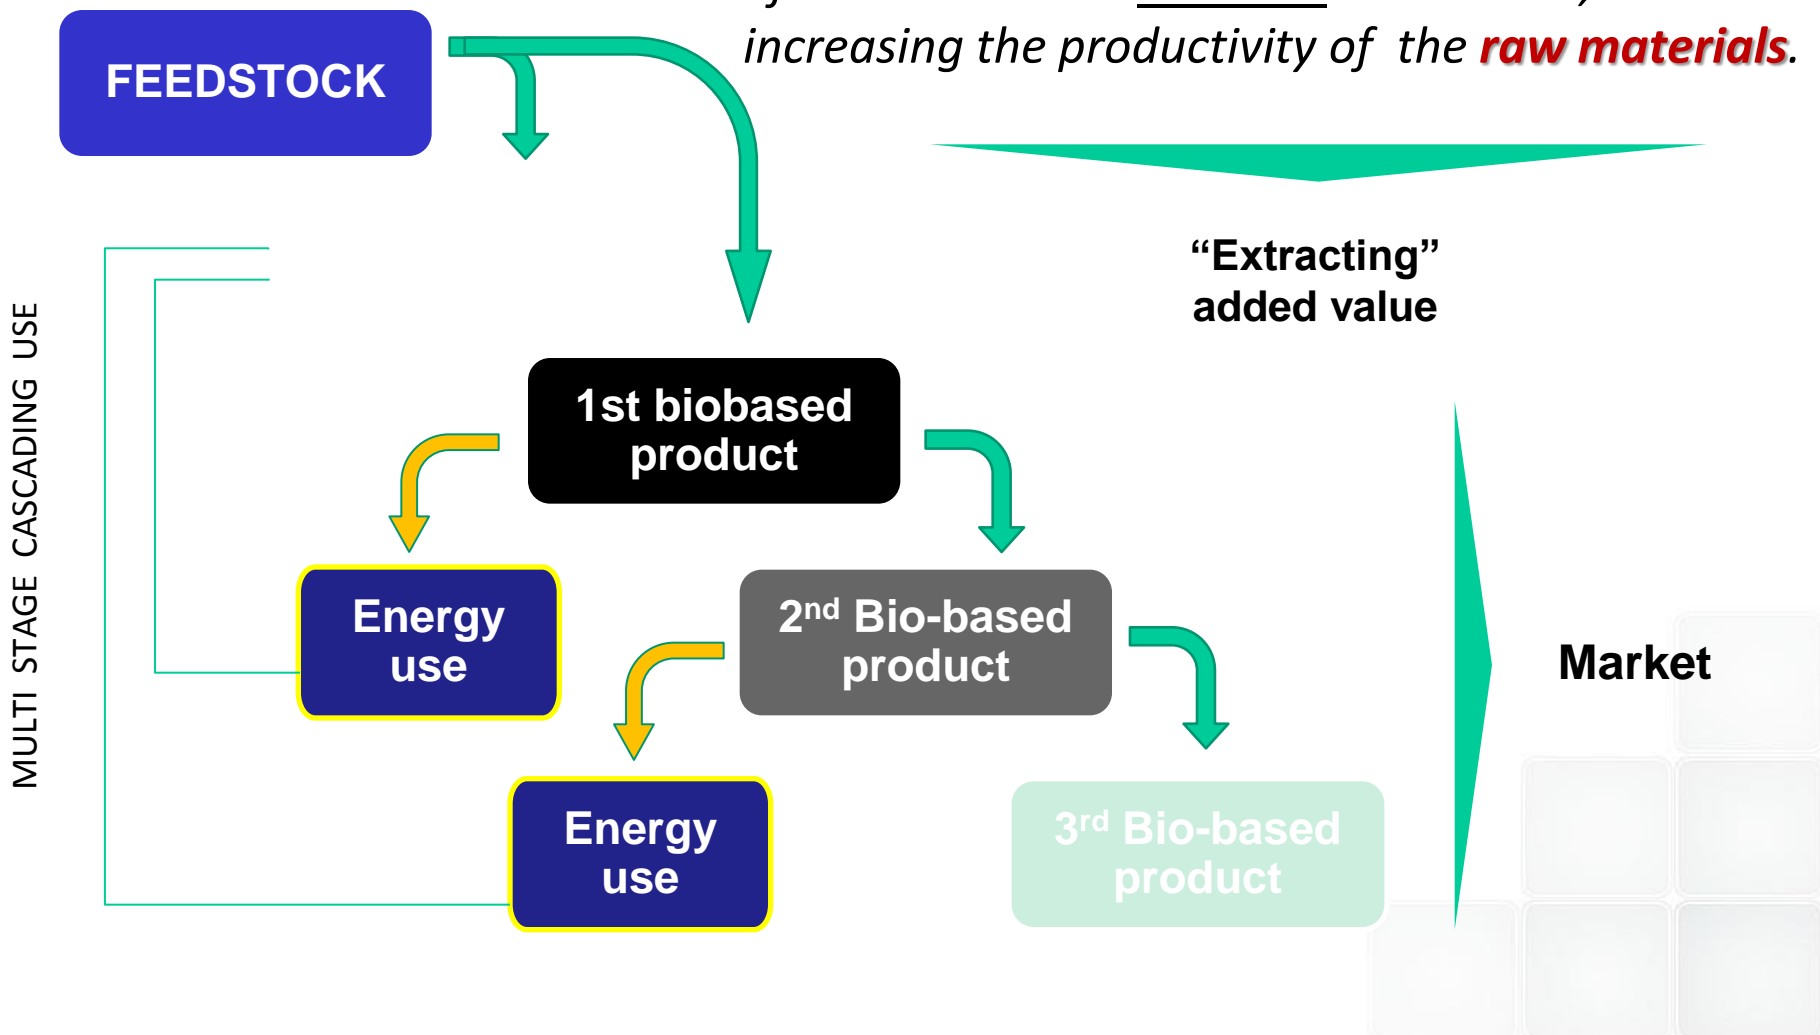 increasing the productivity of the raw materials.
FEEDSTOCK
“Extracting”
added value
MULTI STAGE CASCADING USE
1st biobased
product
Energy
use
2nd Bio-based
product
Market
Energy
use
3rd Bio-based
product